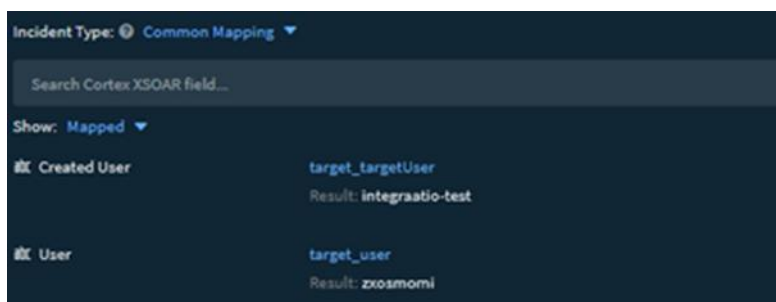 Incident Type: Common Mapping
Search Cortex XSOAR field...
Show: Mapped
Created User target_targetUser
Result: integraatio-test
User target_user
Result: zxosmomi